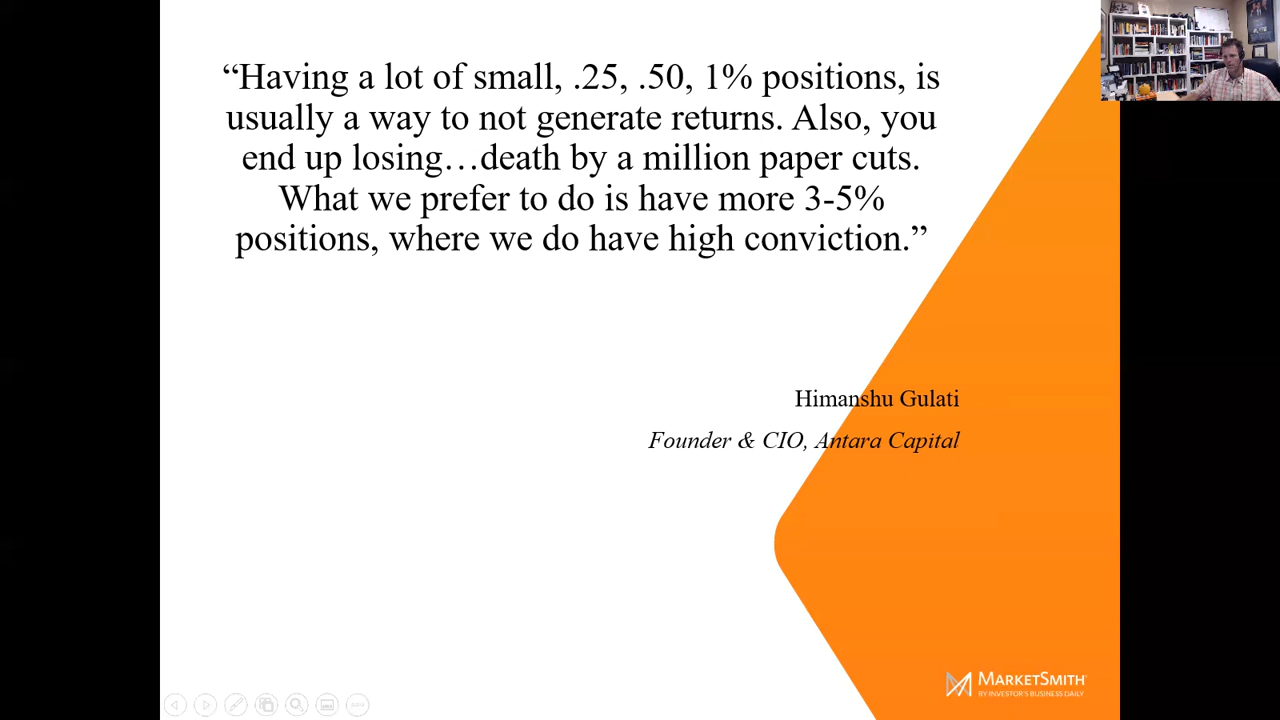 “Having a lot of small, .25, .50, 1% positions, is
usually a way to not generate returns. Also, you
end up losing…death by a million paper cuts.
What we prefer to do is have more 3-5%
positions, where we do have high conviction.”
Himanshu Gulati
Founder & CIO, Antara Capital
MARKETSMITH
BY INVESTOR'S BUSINESS DAILY